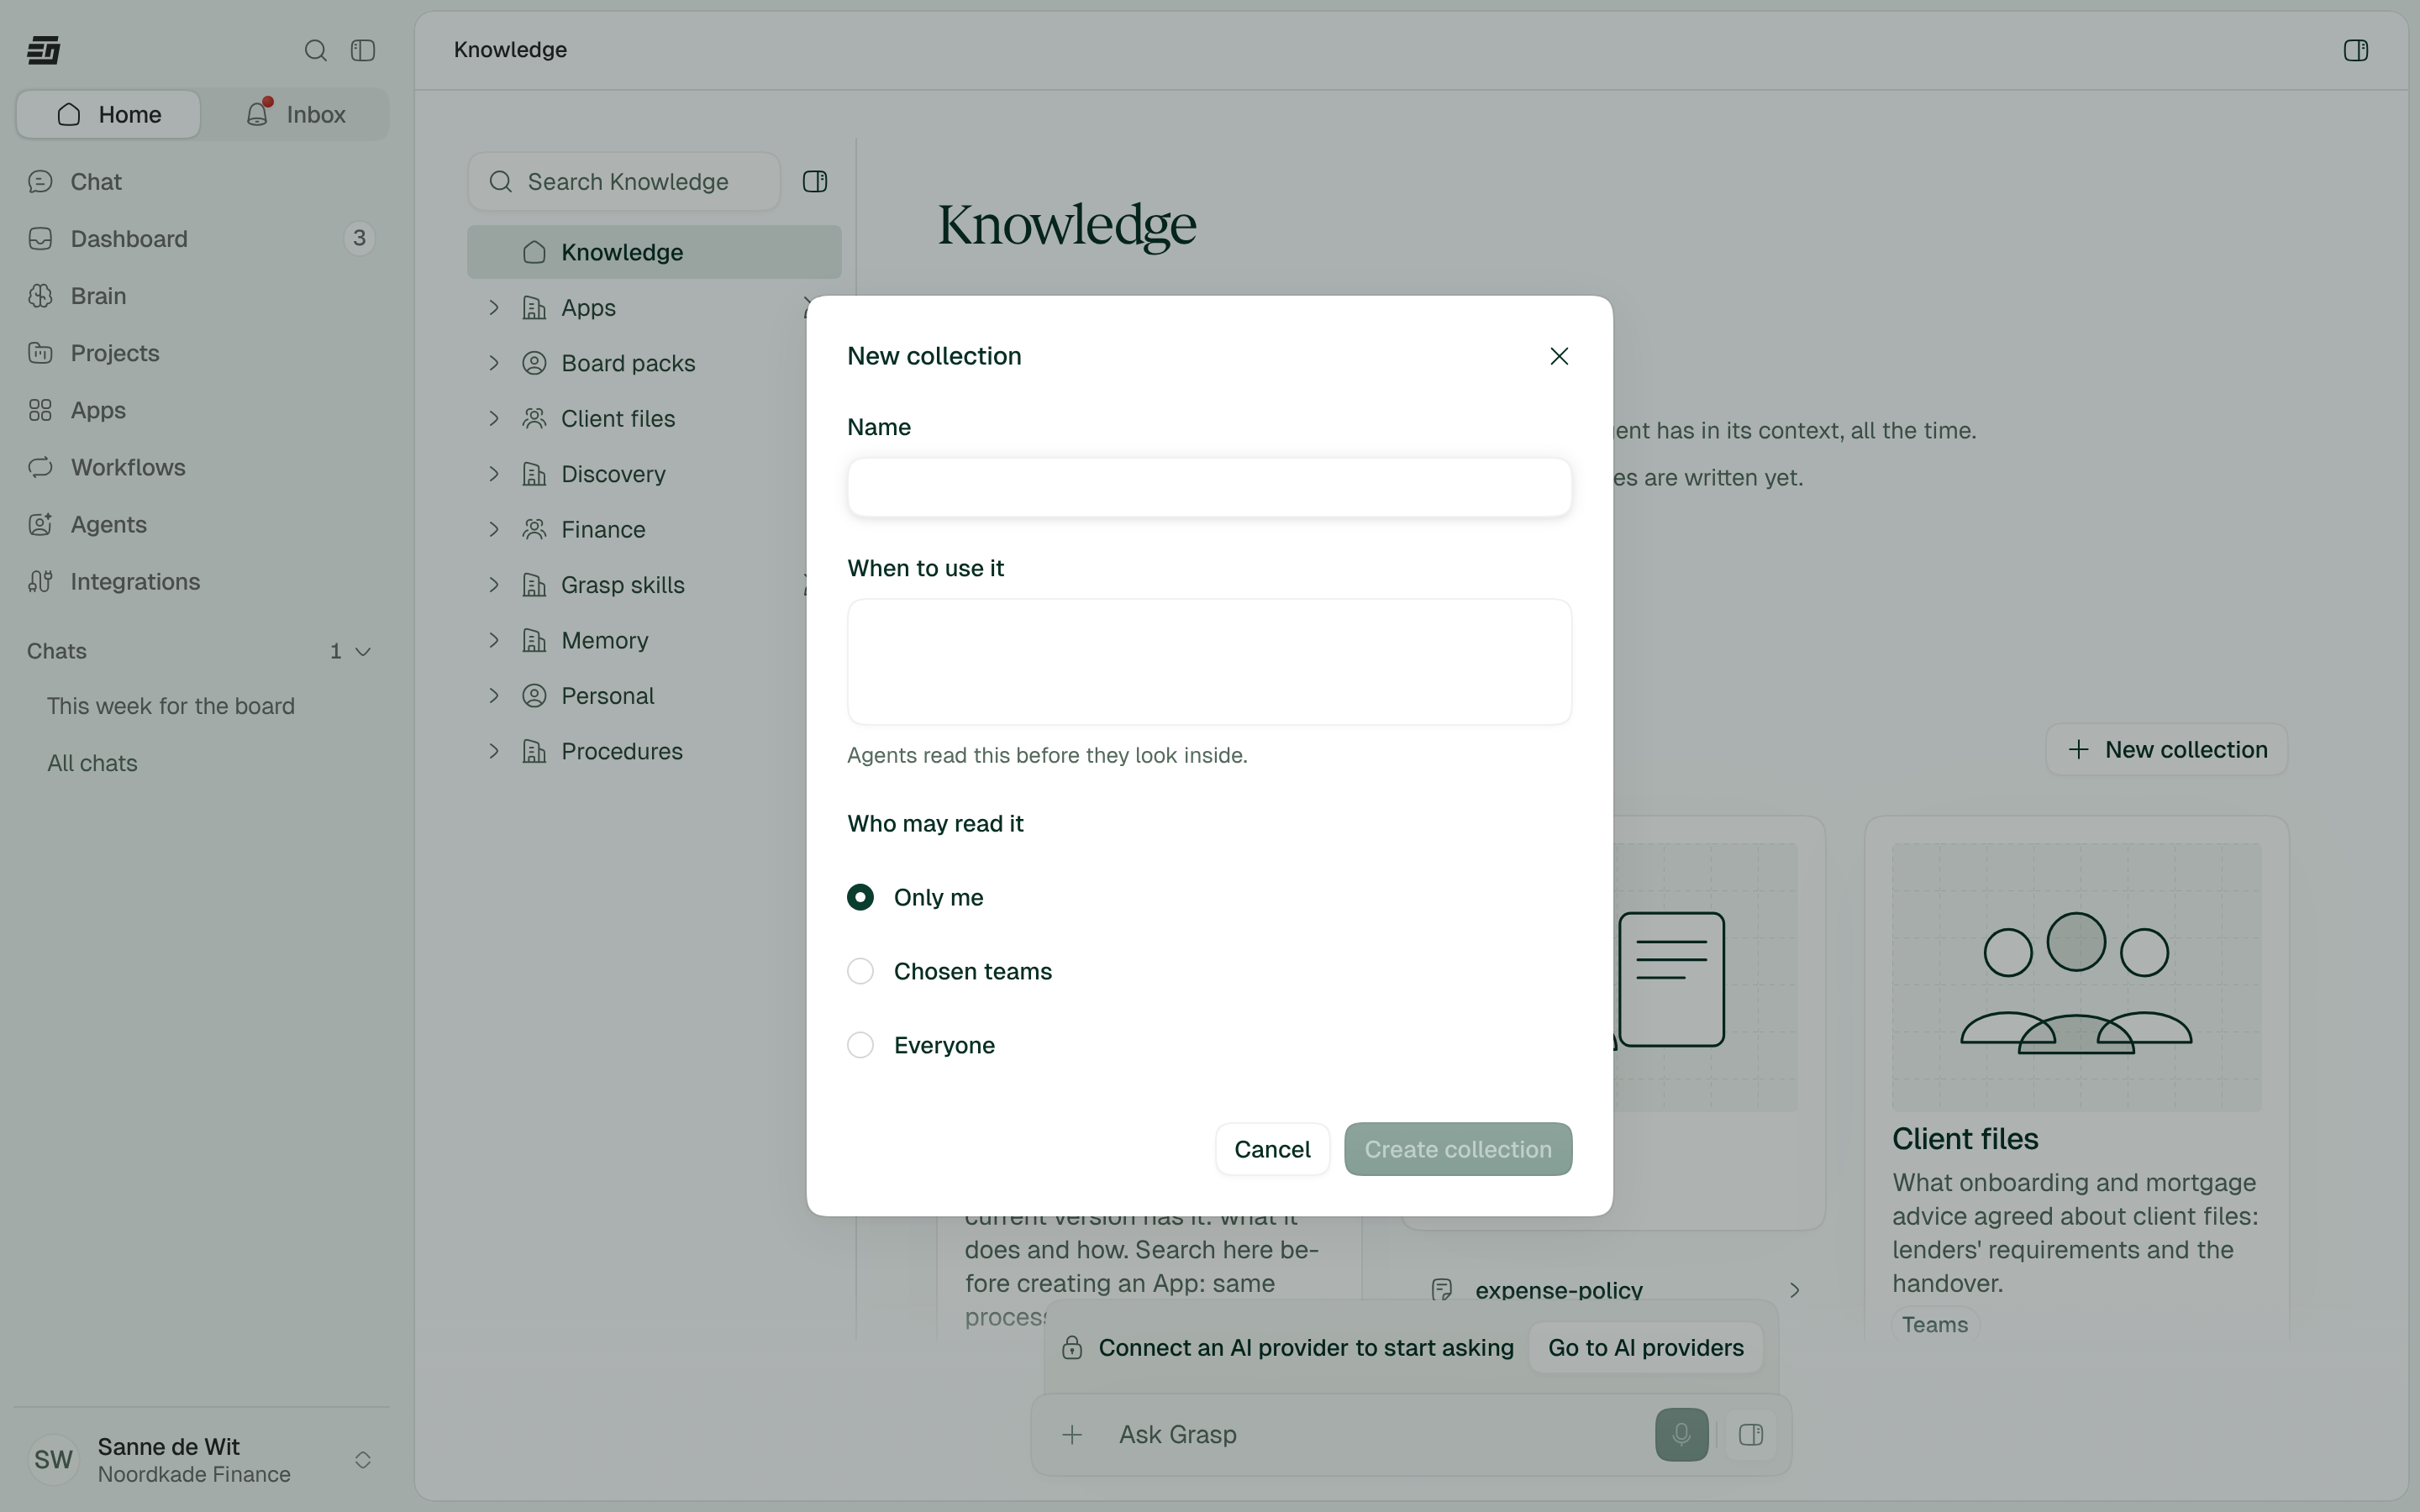 Knowledge
Home
Inbox
Chat
Dashboard
3
Brain
Projects
Apps
Workflows
Agents
Integrations
Chats
1
This week for the board
All chats
SW
Sanne de Wit
Noordkade Finance
Search Knowledge
Knowledge
Apps
Board packs
Client files
Discovery
Finance
Grasp skills
Memory
Personal
Procedures
Knowledge
has in its context, all the time.
are written yet.
New collection
New collection
Name
When to use it
Agents read this before they look inside.
Who may read it
Only me
Chosen teams
Everyone
Cancel
Create collection
current version has it: what it
does and how. Search here be-
fore creating an App: same
expense-policy
Client files
What onboarding and mortgage
advice agreed about client files:
lenders' requirements and the
handover.
Teams
Connect an AI provider to start asking
Go to AI providers
Ask Grasp